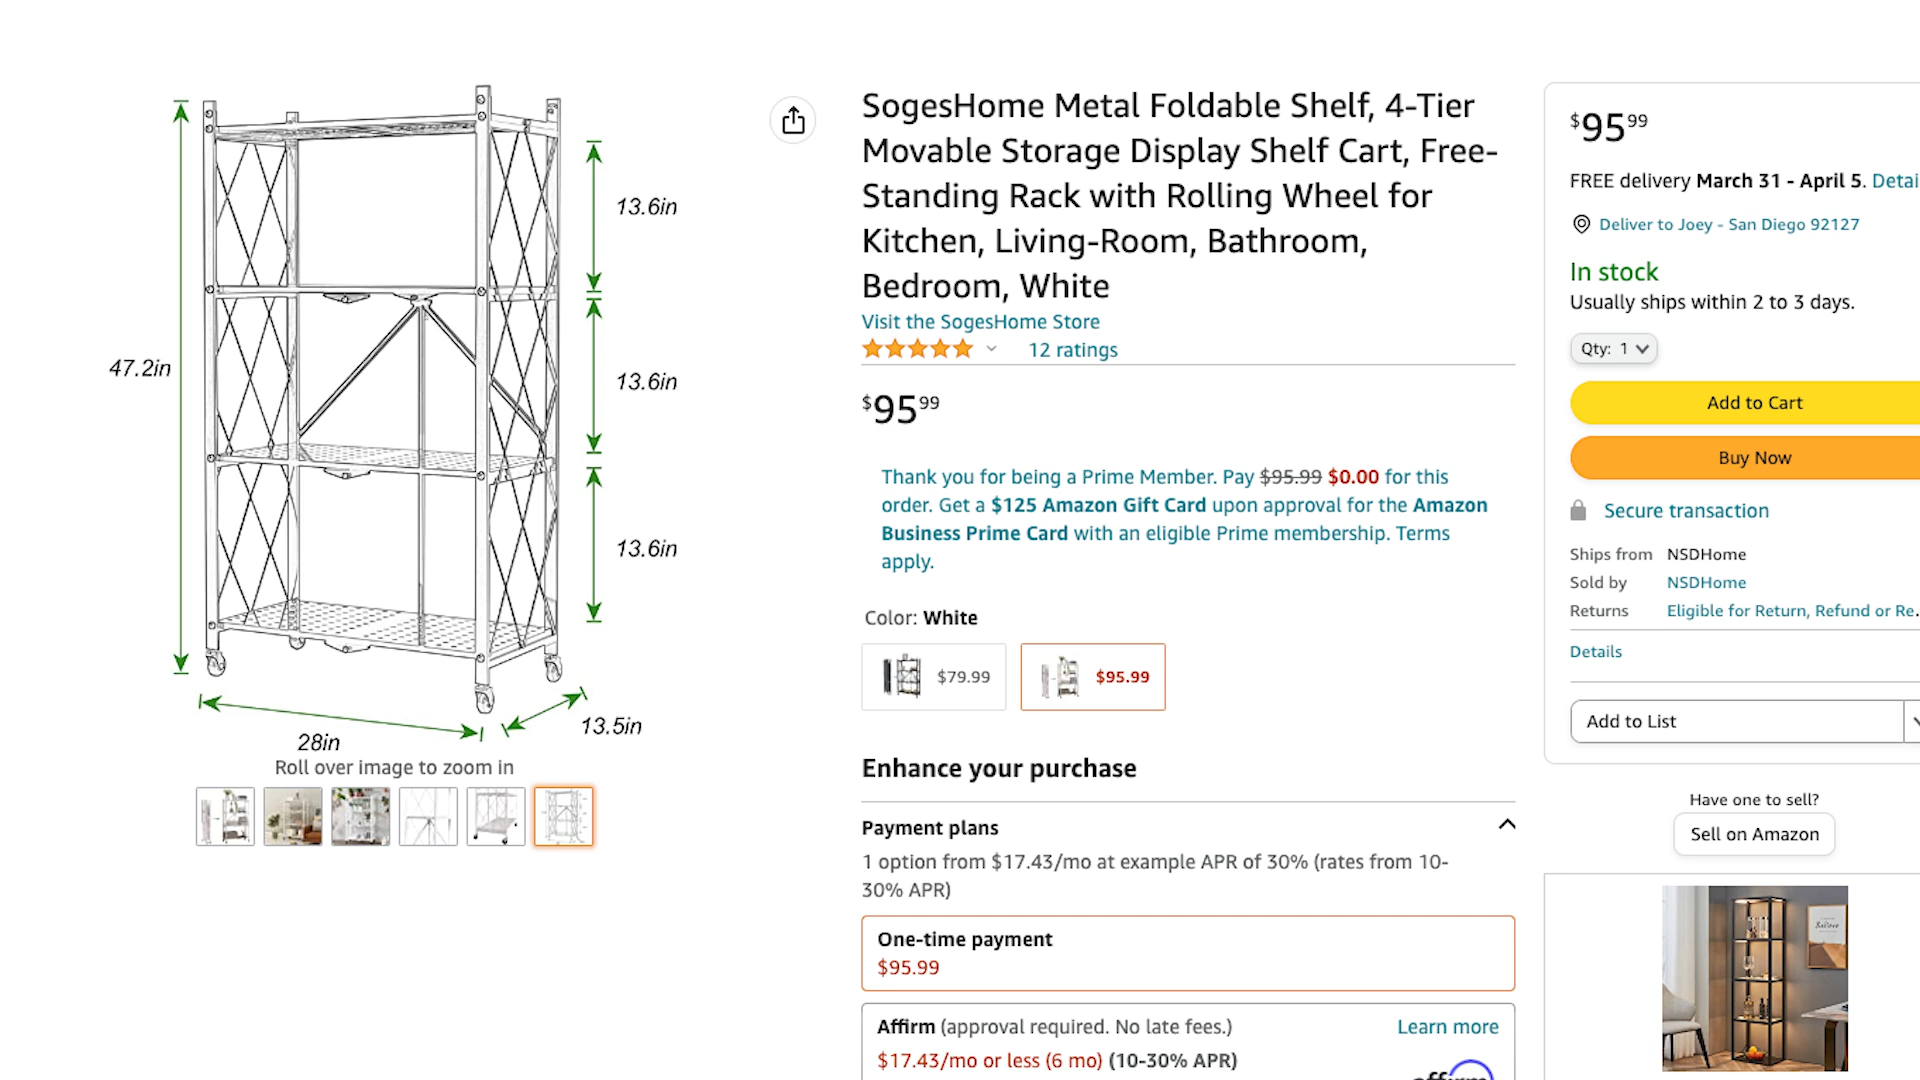 47.2in
13.6in
13.6in
13.6in
28in
13.5in
Roll over image to zoom in
SogesHome Metal Foldable Shelf, 4-Tier
Movable Storage Display Shelf Cart, Free-
Standing Rack with Rolling Wheel for
Kitchen, Living-Room, Bathroom,
Bedroom, White
Visit the SogesHome Store
12 ratings
$95 99
Thank you for being a Prime Member. Pay $95.99 $0.00 for this
order. Get a $125 Amazon Gift Card upon approval for the Amazon
Business Prime Card with an eligible Prime membership. Terms
apply.
Color: White
$79.99
$95.99
Enhance your purchase
Payment plans
1 option from $17.43/mo at example APR of 30% (rates from 10-
30% APR)
One-time payment
$95.99
Affirm (approval required. No late fees.)
Learn more
$17.43/mo or less (6 mo) (10-30% APR)
affirm
$95 99
FREE delivery March 31 - April 5. Detai
Deliver to Joey - San Diego 92127
In stock
Usually ships within 2 to 3 days.
Qty: 1
Add to Cart
Buy Now
Secure transaction
Ships from NSDHome
Sold by NSDHome
Returns Eligible for Return, Refund or Re.
Details
Add to List
Have one to sell?
Sell on Amazon